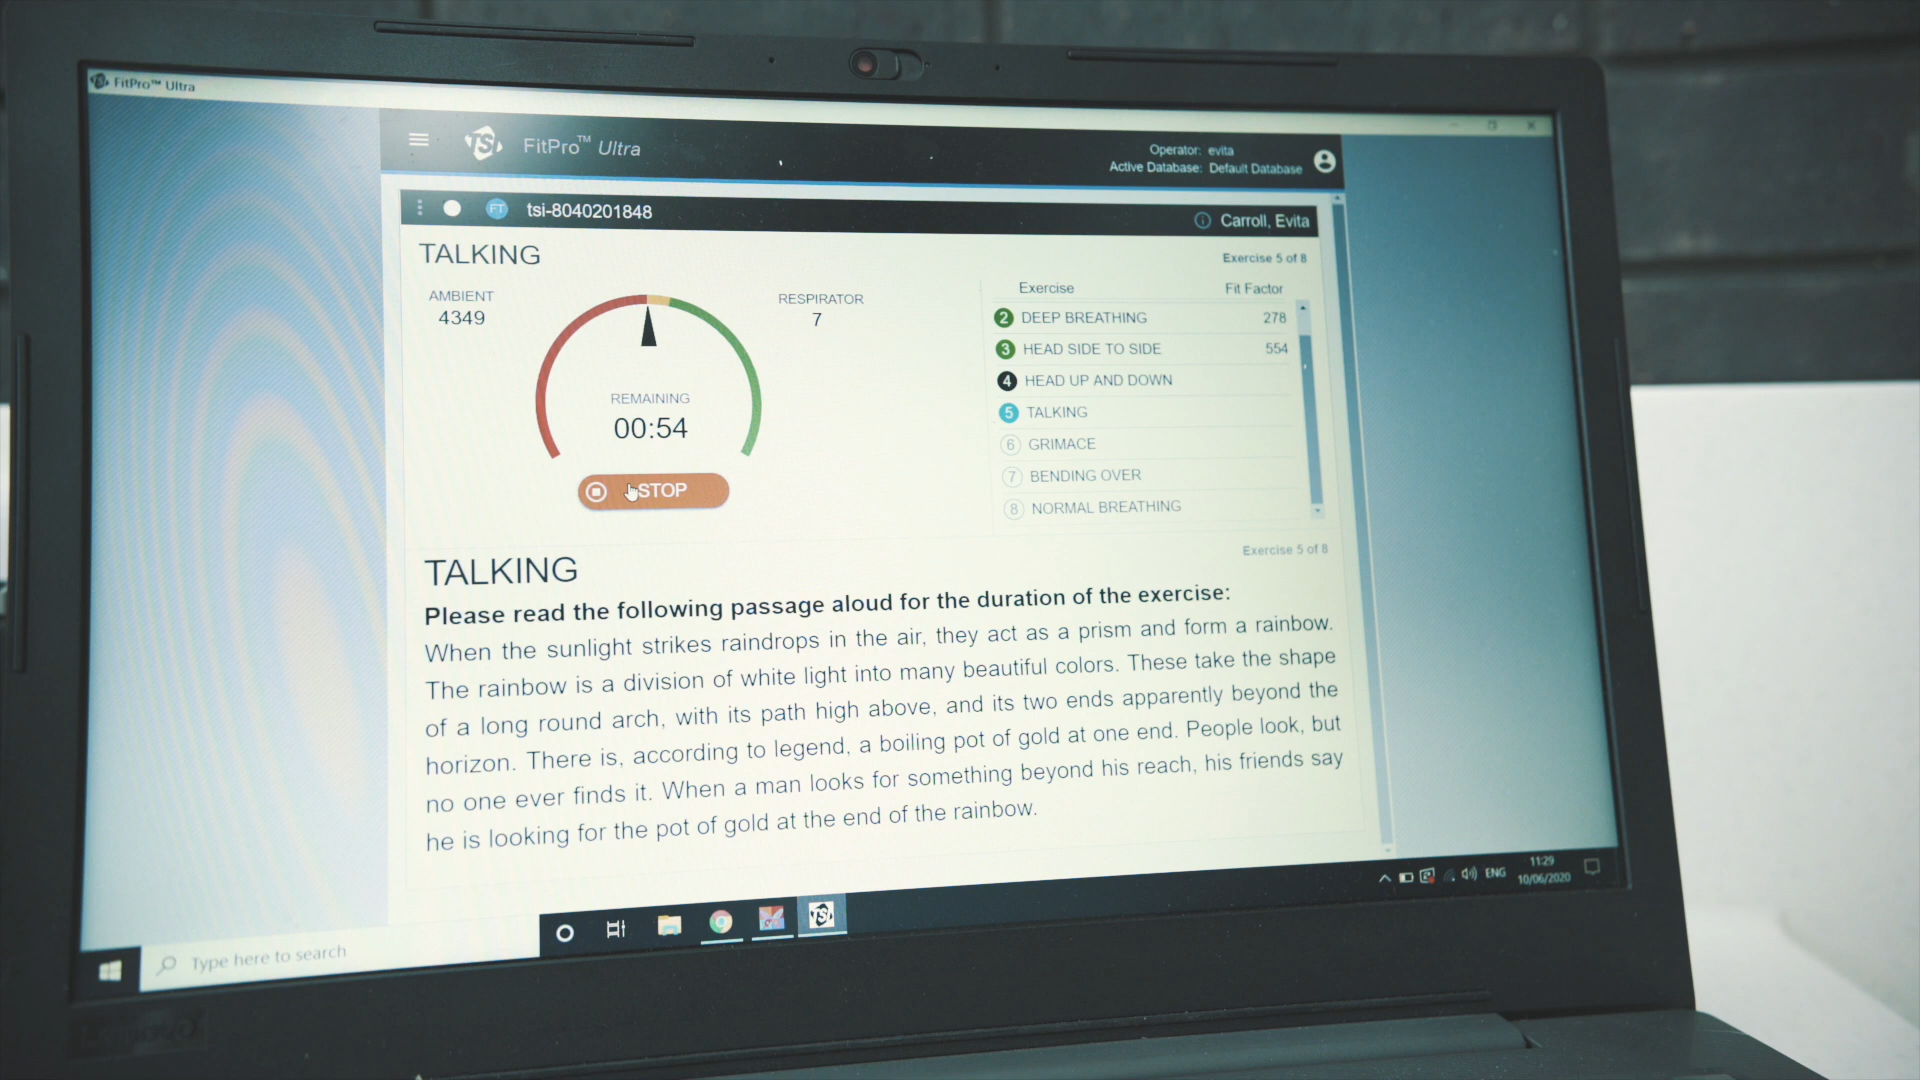 FitPro™ Ultra
TSI FitPro™ Ultra
Operator: evita
Active Database: Default Database
FT tsi-8040201848
Carroll, Evita
TALKING
Exercise 5 of 8
AMBIENT
4349
RESPIRATOR
7
REMAINING
00:54
STOP
Exercise Fit Factor
2 DEEP BREATHING 278
3 HEAD SIDE TO SIDE 554
4 HEAD UP AND DOWN
5 TALKING
6 GRIMACE
7 BENDING OVER
8 NORMAL BREATHING
Exercise 5 of 8
TALKING
Please read the following passage aloud for the duration of the exercise:
When the sunlight strikes raindrops in the air, they act as a prism and form a rainbow.
The rainbow is a division of white light into many beautiful colors. These take the shape
of a long round arch, with its path high above, and its two ends apparently beyond the
horizon. There is, according to legend, a boiling pot of gold at one end. People look, but
no one ever finds it. When a man looks for something beyond his reach, his friends say
he is looking for the pot of gold at the end of the rainbow.
Type here to search
ENG
11:29
10/06/2020